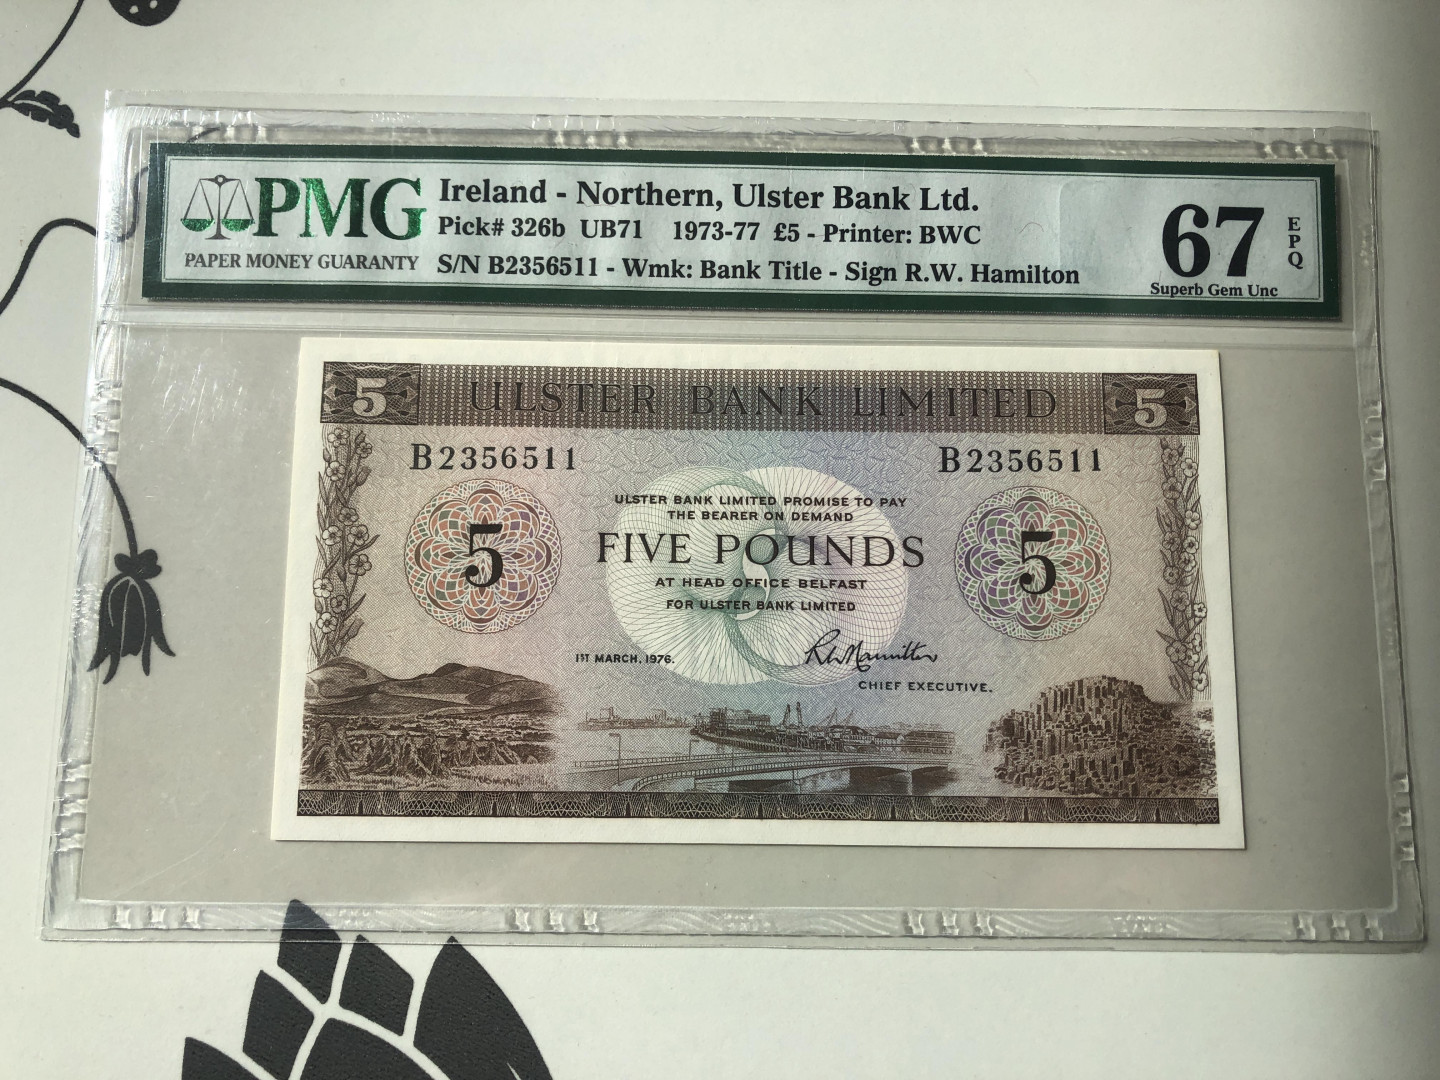 PMG
PAPER MONEY GUARANTY
Ireland - Northern, Ulster Bank Ltd.
Pick# 326b UB71 1973-77 £5 - Printer: BWC
S/N B2356511 - Wmk: Bank Title - Sign R.W. Hamilton
67
EPQ
Superb Gem Unc
5 ULSTER BANK LIMITED 5
B2356511 B2356511
ULSTER BANK LIMITED PROMISE TO PAY
THE BEARER ON DEMAND
5 FIVE POUNDS 5
AT HEAD OFFICE BELFAST
FOR ULSTER BANK LIMITED
1ST MARCH, 1976. RWHamilton
CHIEF EXECUTIVE.